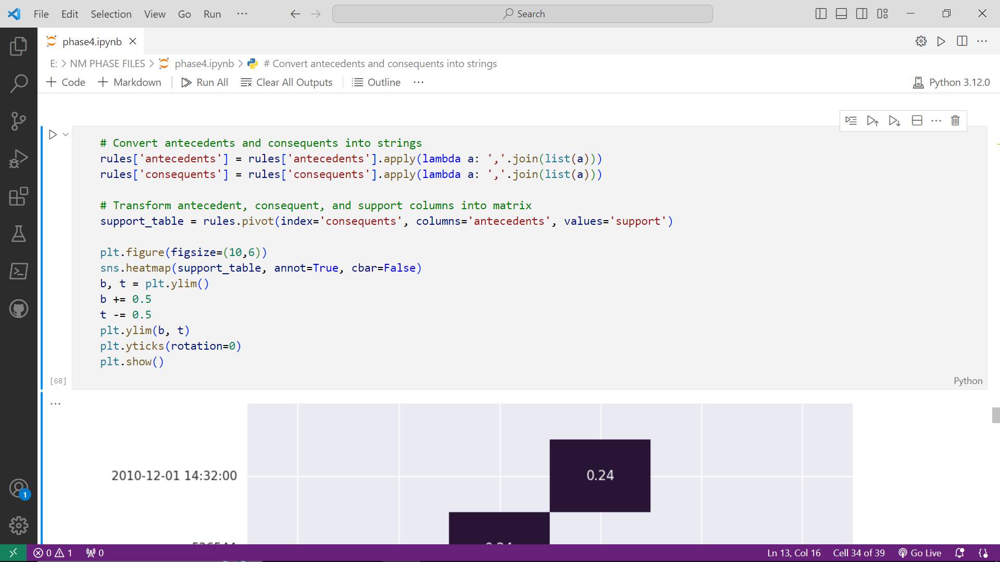 File Edit Selection View Go Run ... Search
phase4.ipynb
E: > NM PHASE FILES > phase4.ipynb > # Convert antecedents and consequents into strings
+ Code + Markdown Run All Clear All Outputs Outline ... Python 3.12.0
# Convert antecedents and consequents into strings
rules['antecedents'] = rules['antecedents'].apply(lambda a: ','.join(list(a)))
rules['consequents'] = rules['consequents'].apply(lambda a: ','.join(list(a)))
# Transform antecedent, consequent, and support columns into matrix
support_table = rules.pivot(index='consequents', columns='antecedents', values='support')
plt.figure(figsize=(10,6))
sns.heatmap(support_table, annot=True, cbar=False)
b, t = plt.ylim()
b += 0.5
t -= 0.5
plt.ylim(b, t)
plt.yticks(rotation=0)
plt.show()
[68] Python
...
2010-12-01 14:32:00 0.24
1
0 1 0 Ln 13, Col 16 Cell 34 of 39 Go Live